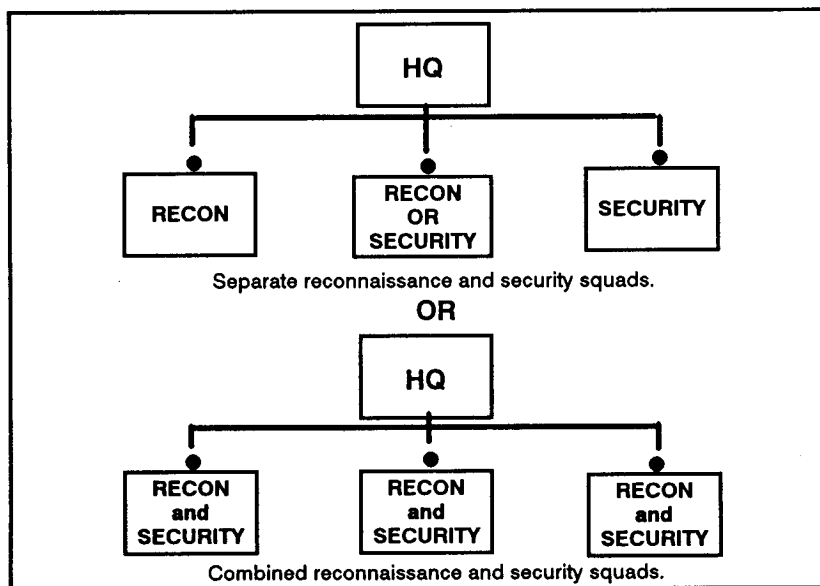 HQ
RECON
RECON
OR
SECURITY
SECURITY
Separate reconnaissance and security squads.
OR
HQ
RECON
and
SECURITY
RECON
and
SECURITY
RECON
and
SECURITY
Combined reconnaissance and security squads.